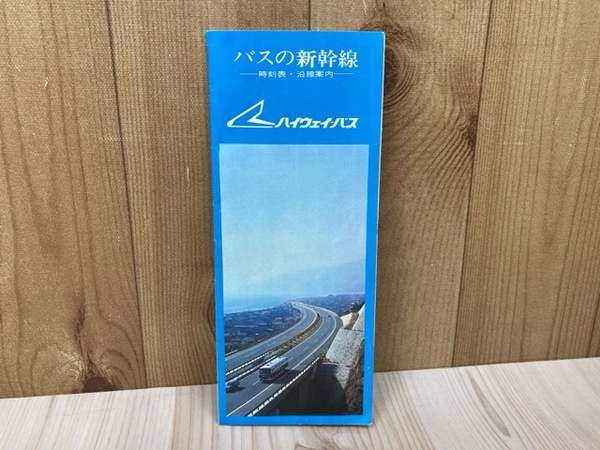 バスの新幹線
時刻表・沿線案内
ハイウェイ・バス